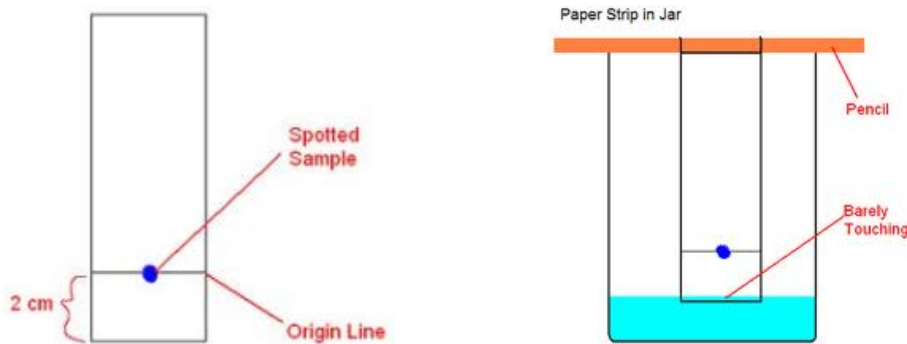 Spotted
Sample
2 cm
Origin Line
Paper Strip in Jar
Pencil
Barely
Touching